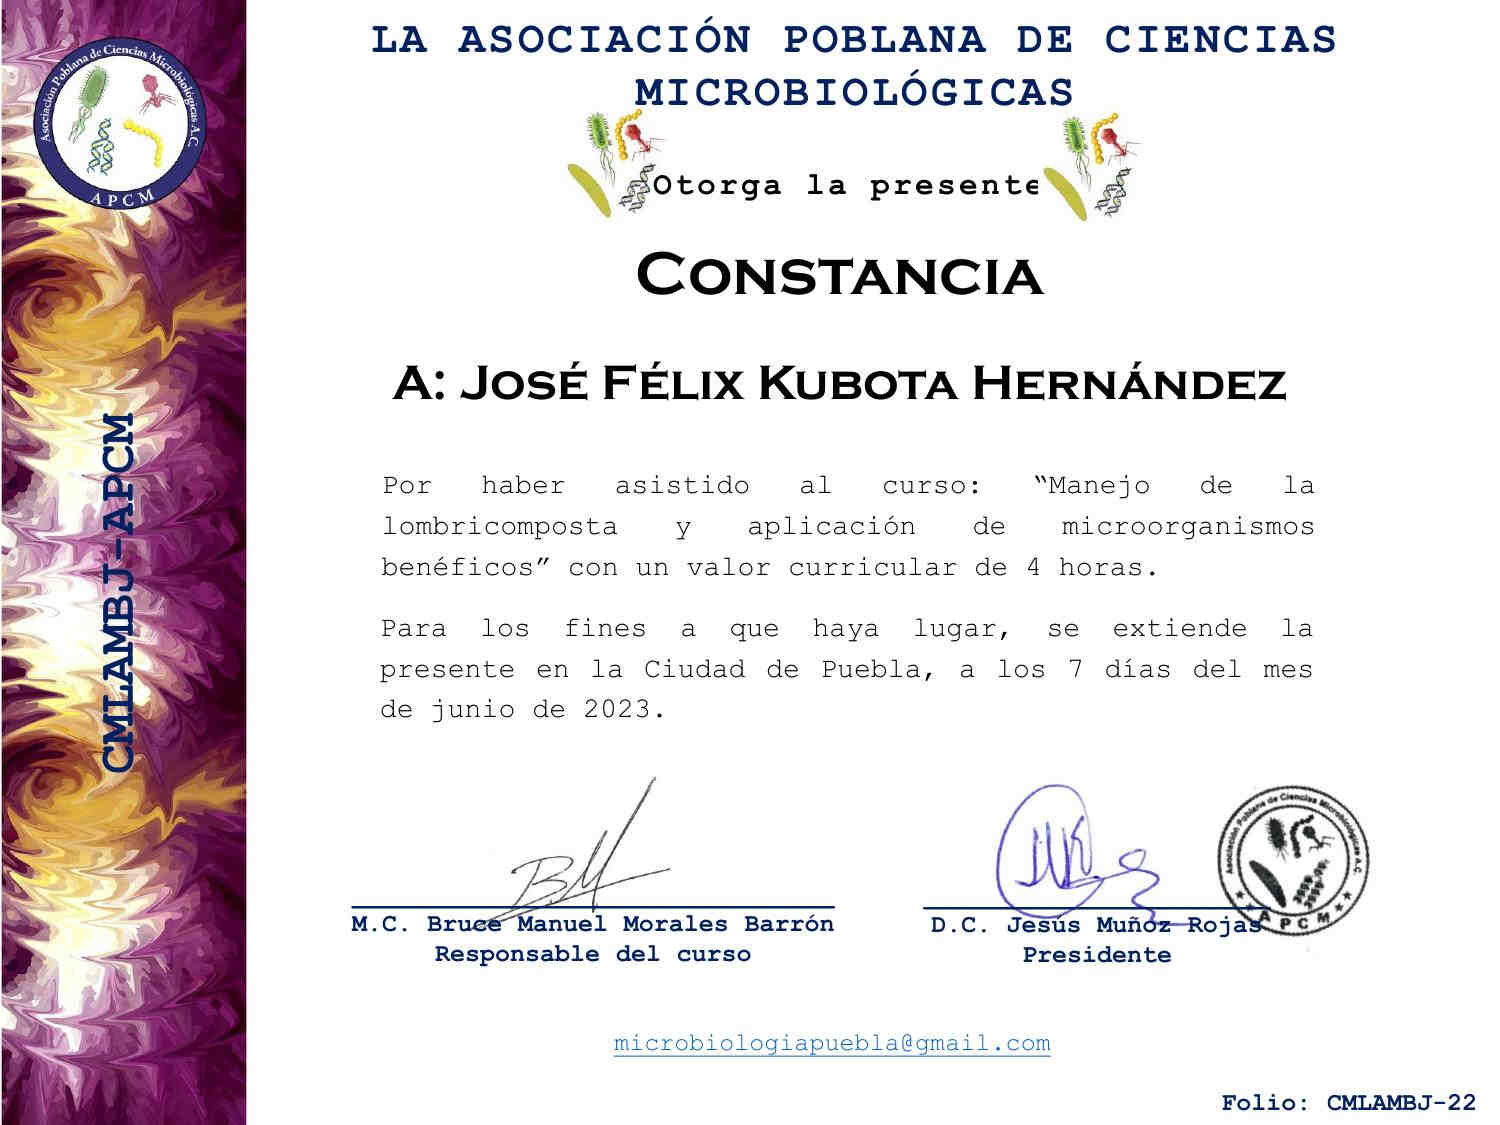 LA ASOCIACIÓN POBLANA DE CIENCIAS
MICROBIOLÓGICAS
Asociación Poblana de Ciencias Microbiológicas A.C.
APCM
Otorga la presente
CONSTANCIA
A: JOSÉ FÉLIX KUBOTA HERNÁNDEZ
CMLAMBJ-APCM
Por haber asistido al curso: “Manejo de la
lombricomposta y aplicación de microorganismos
benéficos” con un valor curricular de 4 horas.
Para los fines a que haya lugar, se extiende la
presente en la Ciudad de Puebla, a los 7 días del mes
de junio de 2023.
Asociación Poblana de Ciencias Microbiológicas A.C.
APCM
M.C. Bruce Manuel Morales Barrón
Responsable del curso
D.C. Jesús Muñoz Rojas
Presidente
microbiologiapuebla@gmail.com
Folio: CMLAMBJ-22